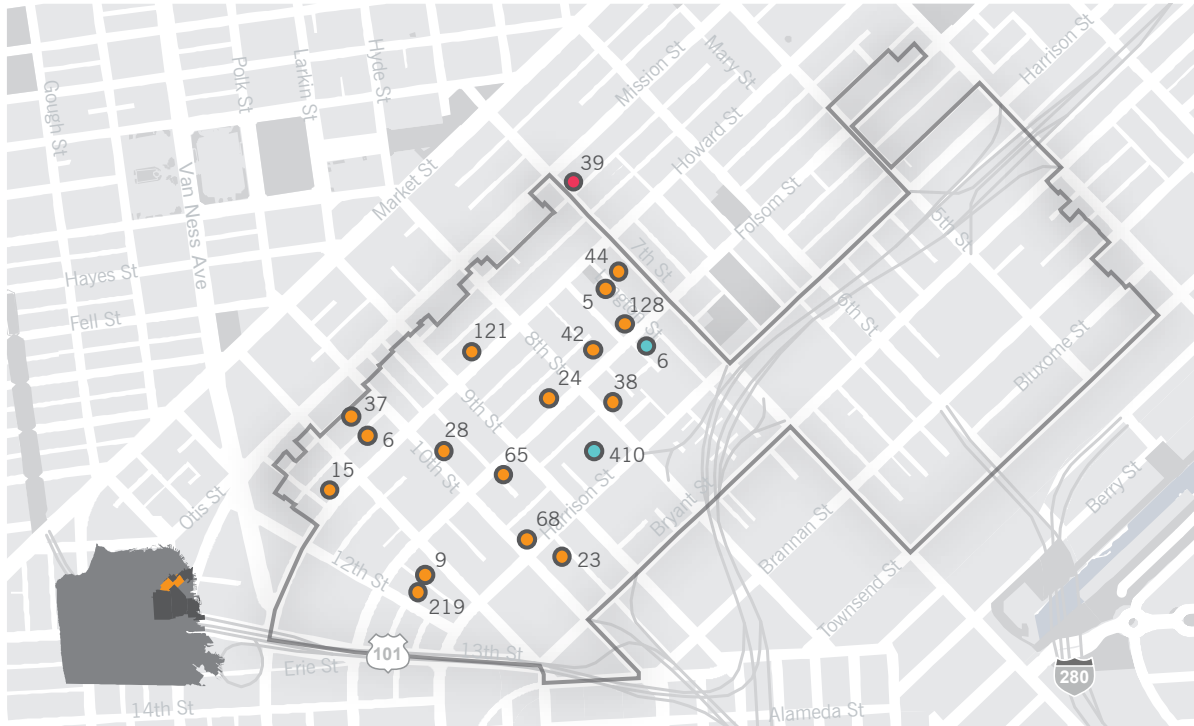 Harrison St
Mission St
Mary St
Hyde St
Larkin St
Polk St
Gough St
Howard St
Market St
Van Ness Ave
39
Folsom St
5th St
7th St
44
Hayes St
5
128
6th St
Fell St
121
42
8th St
6
Bluxome St
24
38
37
9th St
6
28
10th St
65
410
15
Harrison St
Bryant St
Berry St
Otis St
68
Brannan St
9
23
12th St
219
Townsend St
101
13th St
Eric St
280
14th St
Alameda St